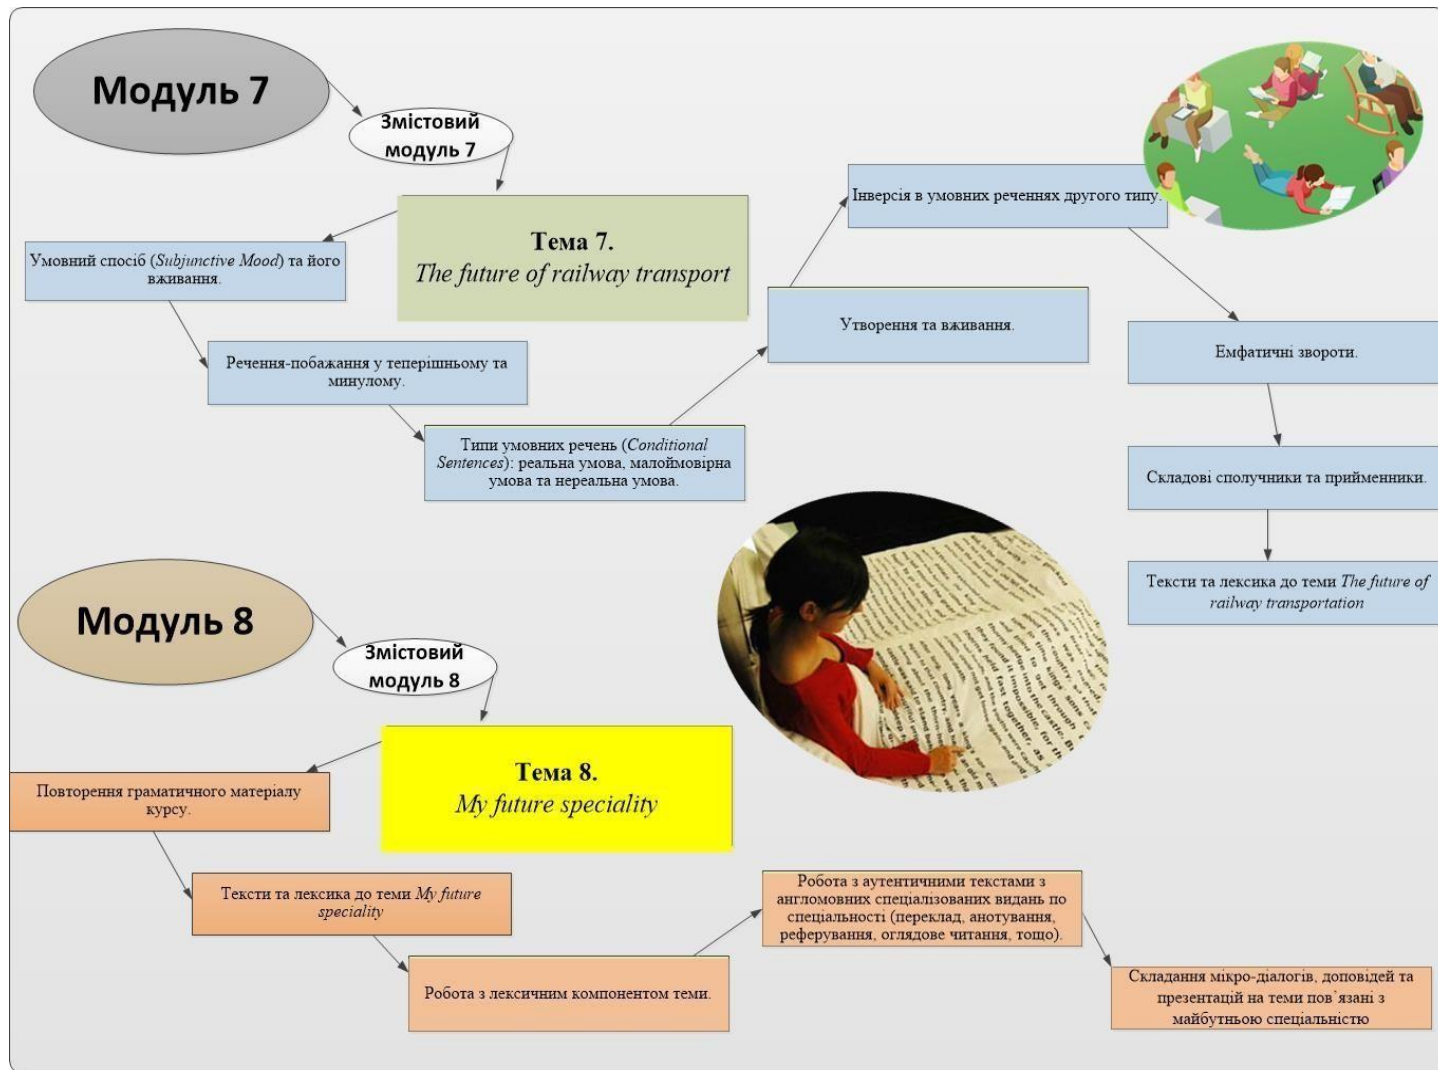 Модуль 7
Змістовий
модуль 7
Тема 7.
The future of railway transport
Умовний спосіб (Subjunctive Mood) та його
вживання.
Речення-побажання у теперішньому та
минулому.
Типи умовних речень (Conditional
Sentences): реальна умова, малоймовірна
умова та нереальна умова.
Утворення та вживання.
Інверсія в умовних реченнях другого типу.
Емфатичні звороти.
Складові сполучники та прийменники.
Тексти та лексика до теми The future of
railway transportation
Модуль 8
Змістовий
модуль 8
Тема 8.
My future speciality
Повторення граматичного матеріалу
курсу.
Тексти та лексика до теми My future
speciality
Робота з лексичним компонентом теми.
Робота з аутентичними текстами з
англомовних спеціалізованих видань по
спеціальності (переклад, анотування,
реферування, оглядове читання, тощо).
Складання мікро-діалогів, доповідей та
презентацій на теми пов᾽язані з
майбутньою спеціальністю